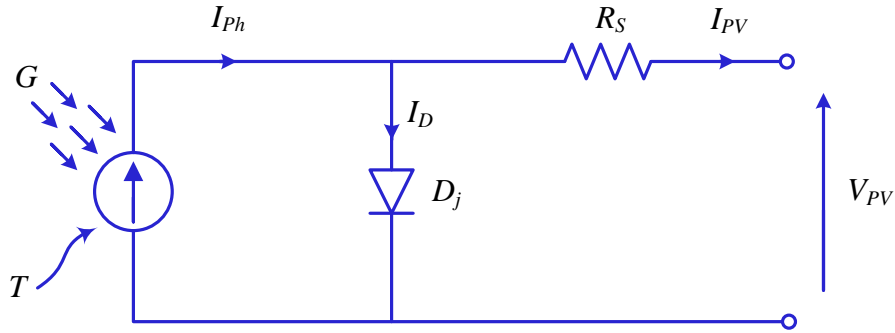 I_Ph
R_S
I_PV
G
I_D
D_j
V_PV
T